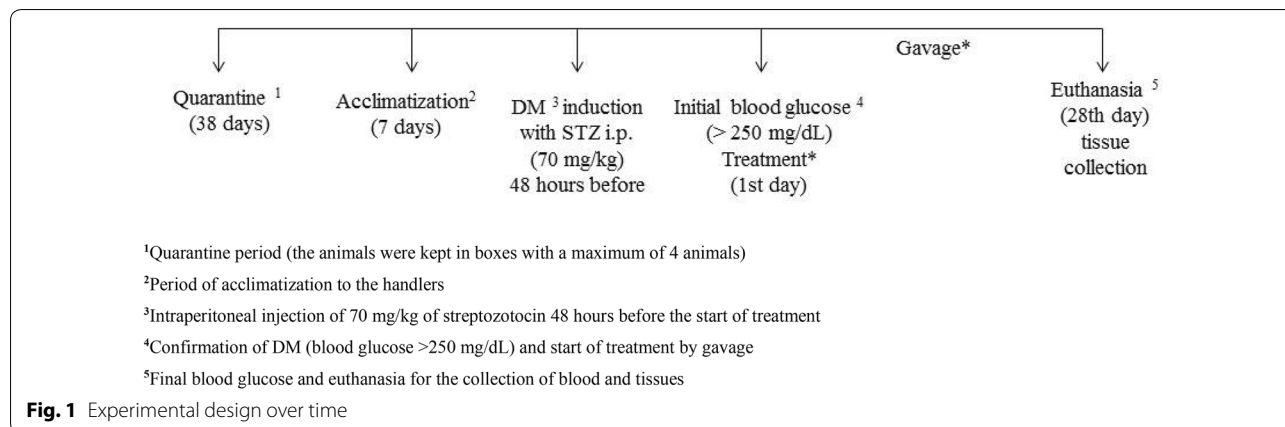 Gavage*
Quarantine ¹
(38 days)
Acclimatization²
(7 days)
DM ³ induction
with STZ i.p.
(70 mg/kg)
48 hours before
Initial blood glucose ⁴
(> 250 mg/dL)
Treatment*
(1st day)
Euthanasia ⁵
(28th day)
tissue
collection
¹Quarantine period (the animals were kept in boxes with a maximum of 4 animals)
²Period of acclimatization to the handlers
³Intraperitoneal injection of 70 mg/kg of streptozotocin 48 hours before the start of treatment
⁴Confirmation of DM (blood glucose >250 mg/dL) and start of treatment by gavage
⁵Final blood glucose and euthanasia for the collection of blood and tissues
Fig. 1 Experimental design over time